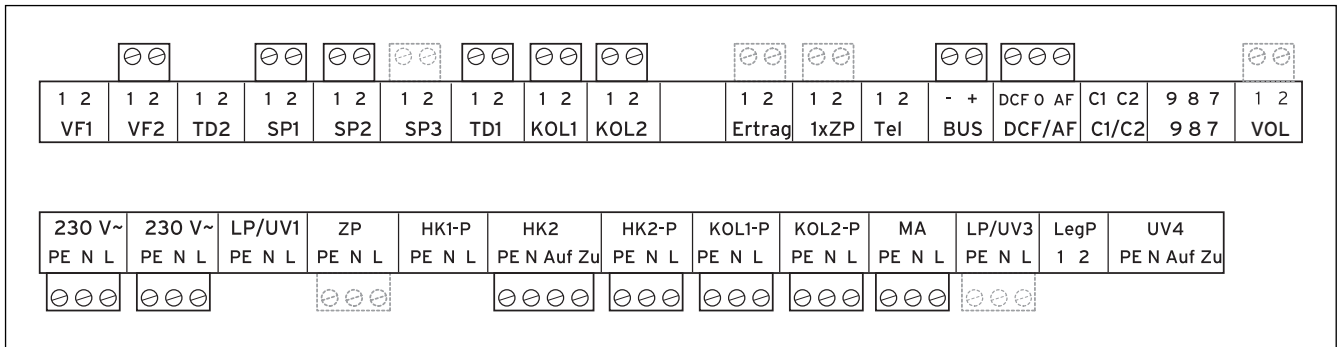 1 2 1 2 1 2 1 2 1 2 1 2 1 2 1 2 1 2 1 2 1 2 1 2 - + DCF O AF C1 C2 9 8 7 1 2
VF1 VF2 TD2 SP1 SP2 SP3 TD1 KOL1 KOL2 Ertrag 1xZP Tel BUS DCF/AF C1/C2 9 8 7 VOL
230 V~ 230 V~ LP/UV1 ZP HK1-P HK2 HK2-P KOL1-P KOL2-P MA LP/UV3 LegP UV4
PE N L PE N L PE N L PE N L PE N L PE N Auf Zu PE N L PE N L PE N L PE N L PE N L 1 2 PE N Auf Zu